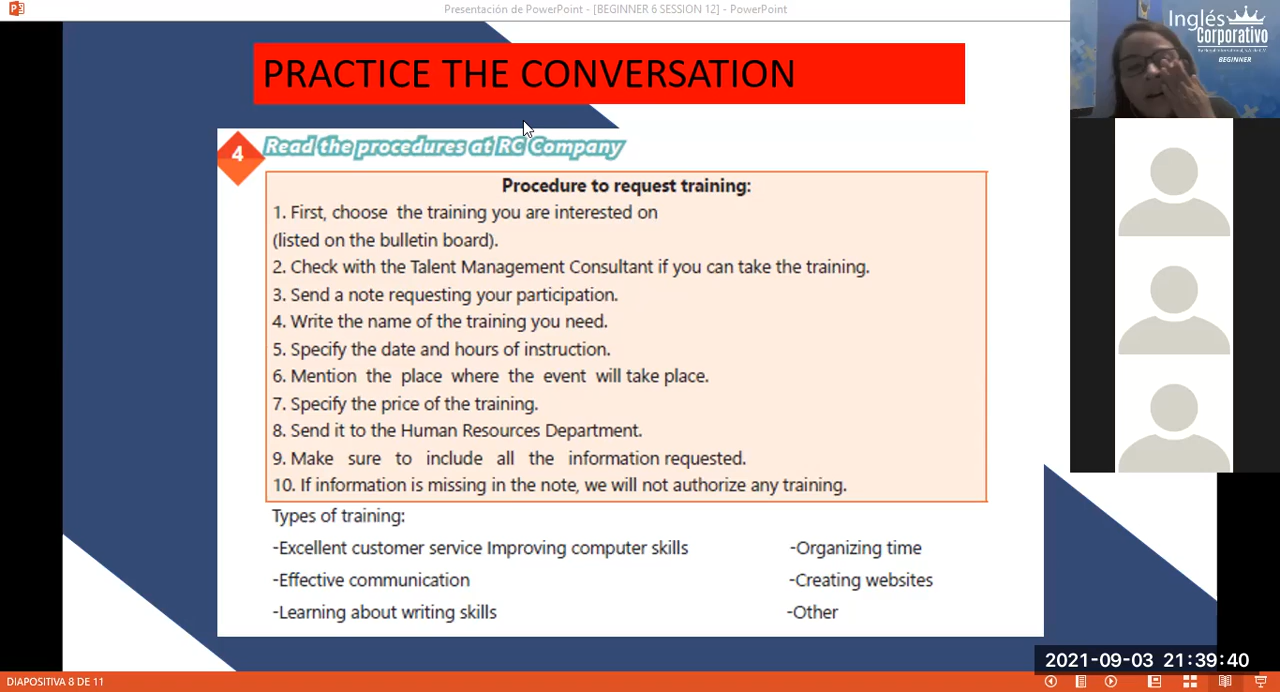 Presentación de PowerPoint - [BEGINNER 6 SESSION 12] - PowerPoint
Inglés
Corporativo
BEGINNER
PRACTICE THE CONVERSATION
4 Read the procedures at RC Company
Procedure to request training:
1. First, choose the training you are interested on
(listed on the bulletin board).
2. Check with the Talent Management Consultant if you can take the training.
3. Send a note requesting your participation.
4. Write the name of the training you need.
5. Specify the date and hours of instruction.
6. Mention the place where the event will take place.
7. Specify the price of the training.
8. Send it to the Human Resources Department.
9. Make sure to include all the information requested.
10. If information is missing in the note, we will not authorize any training.
Types of training:
-Excellent customer service Improving computer skills -Organizing time
-Effective communication -Creating websites
-Learning about writing skills -Other
2021-09-03 21:39:40
DIAPOSITIVA 8 DE 11